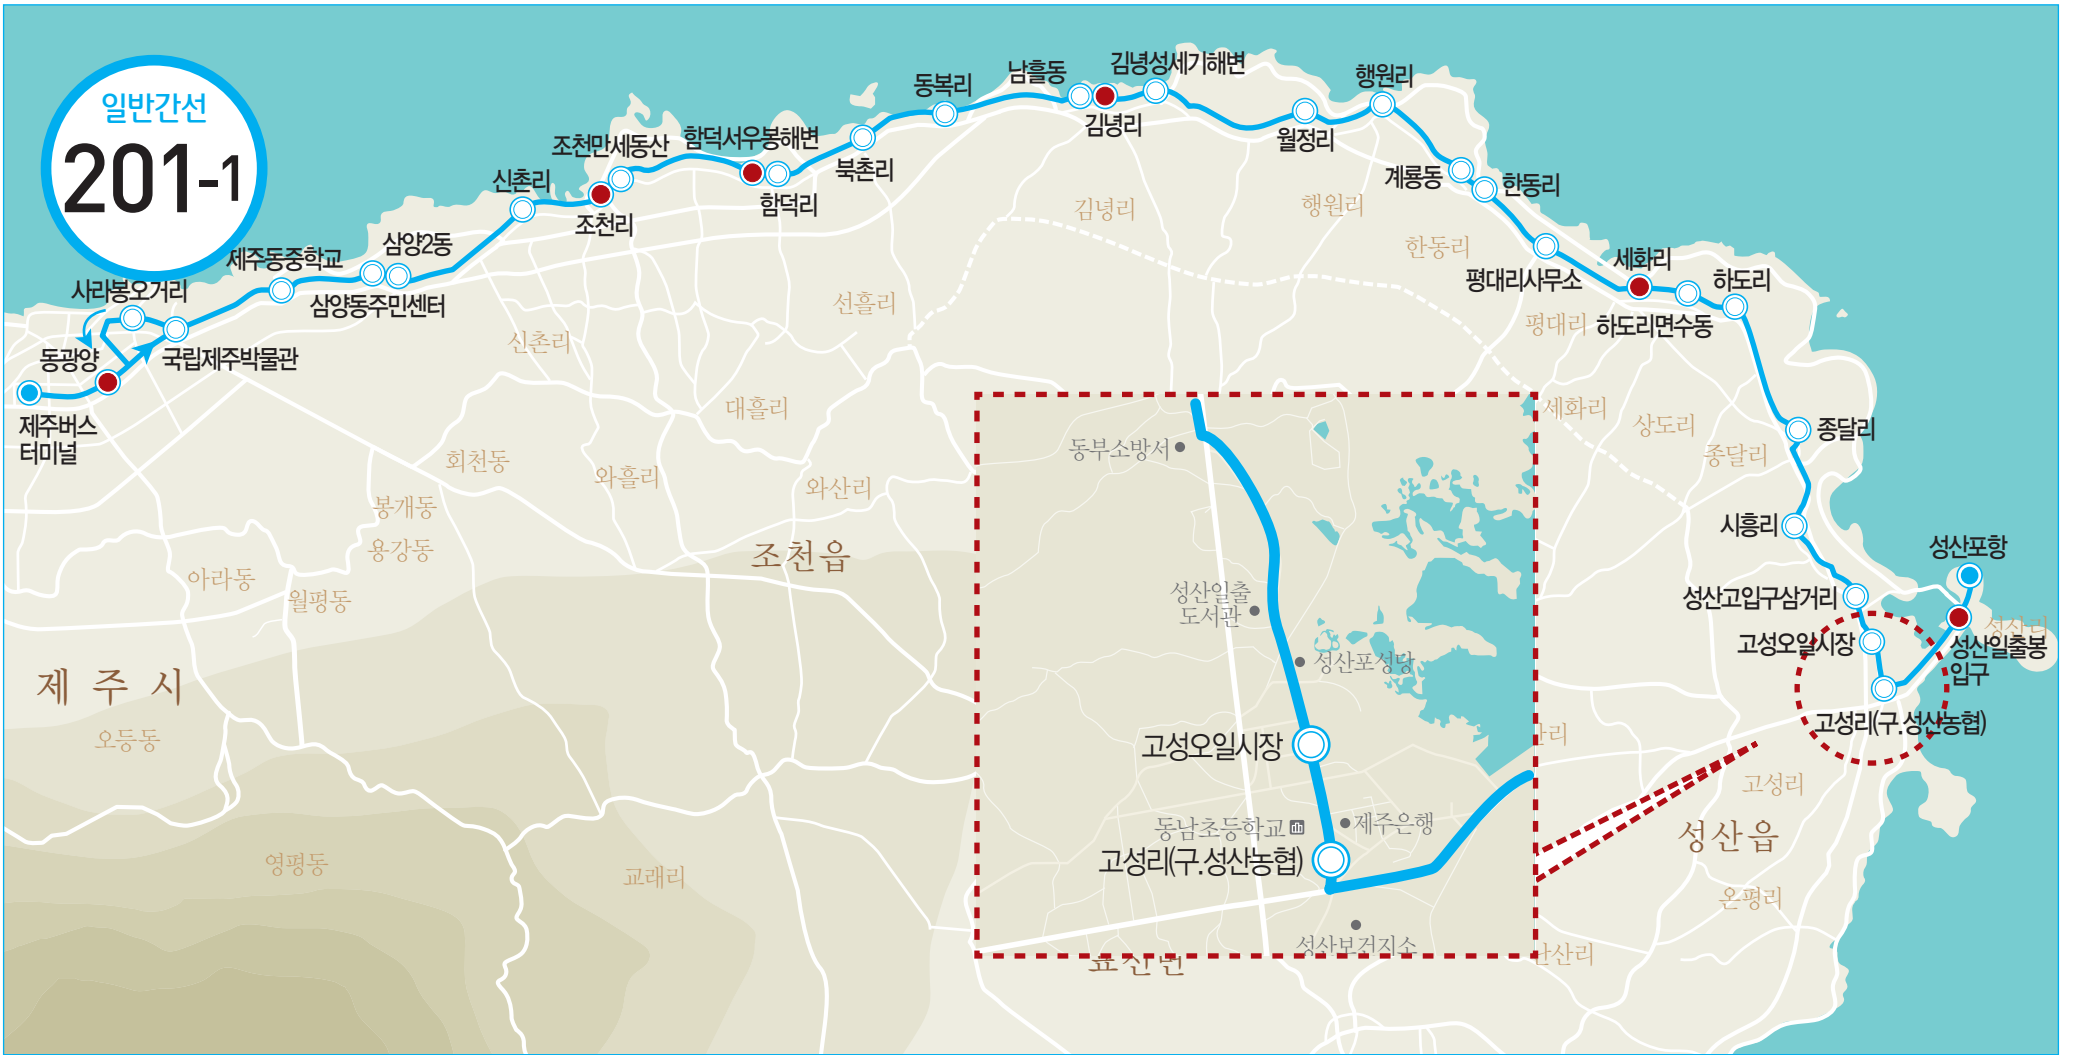 일반간선
201-1
사라봉오거리
제주동중학교
삼양2동
삼양동주민센터
동광양
국립제주박물관
제주버스
터미널
신촌리
조천만세동산
조천리
함덕서우봉해변
함덕리
북촌리
동복리
남흘동
김녕리
김녕성세기해변
월정리
행원리
계룡동
한동리
평대리사무소
세화리
하도리면수동
하도리
종달리
시흥리
성산고입구삼거리
고성오일시장
고성리(구.성산농협)
성산포항
성산일출봉
입구
성산리
김녕리
행원리
한동리
평대리
세화리
상도리
종달리
선흘리
신촌리
대흘리
와흘리
와산리
회천동
봉개동
용강동
아라동
월평동
조천읍
제주시
오등동
영평동
교래리
동부소방서
성산일출
도서관
성산포성당
고성오일시장
동남초등학교
제주은행
고성리(구.성산농협)
성산보건지소
고성리
성산읍
온평리